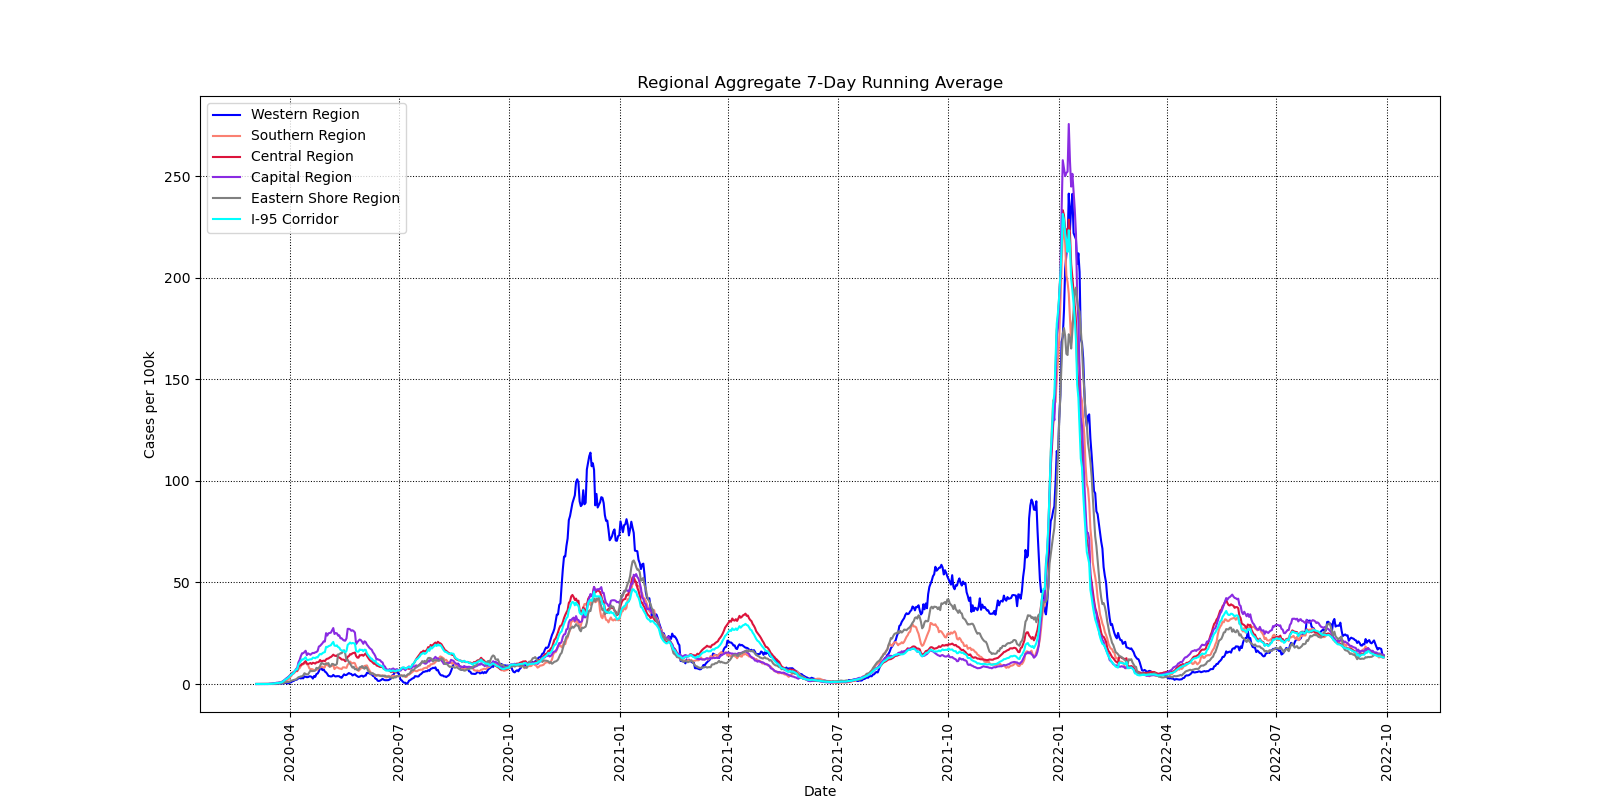 Regional Aggregate 7-Day Running Average
Western Region
Southern Region
Central Region
Capital Region
Eastern Shore Region
I-95 Corridor
Cases per 100k
250
200
150
100
50
0
2020-04
2020-07
2020-10
2021-01
2021-04
2021-07
2021-10
2022-01
2022-04
2022-07
2022-10
Date